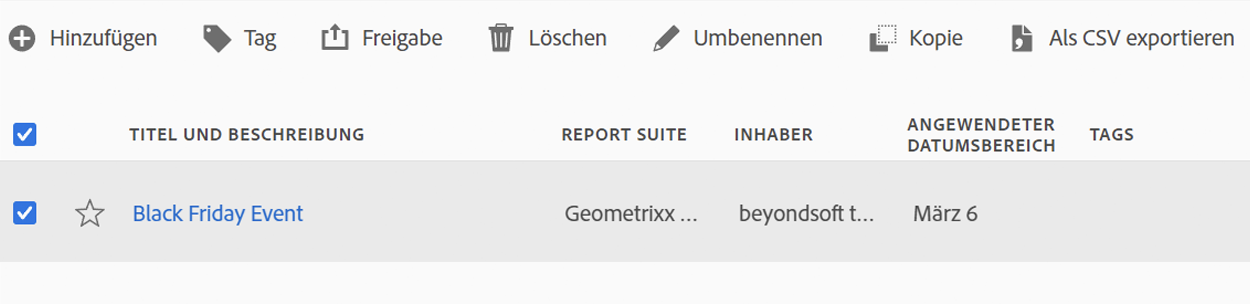 Hinzufügen Tag Freigabe Löschen Umbenennen Kopie Als CSV exportieren
TITEL UND BESCHREIBUNG REPORT SUITE INHABER ANGEWENDETER DATUMSBEREICH TAGS
Black Friday Event Geometrixx ... beyondsoft t... März 6